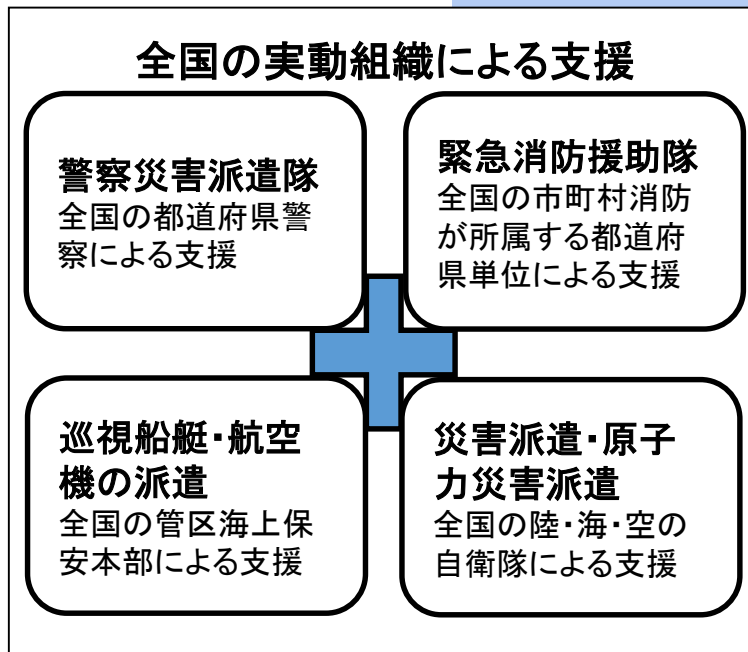 全国の実動組織による支援
警察災害派遣隊
全国の都道府県警
察による支援
緊急消防援助隊
全国の市町村消防
が所属する都道府
県単位による支援
巡視船艇・航空
機の派遣
全国の管区海上保
安本部による支援
災害派遣・原子
力災害派遣
全国の陸・海・空の
自衛隊による支援